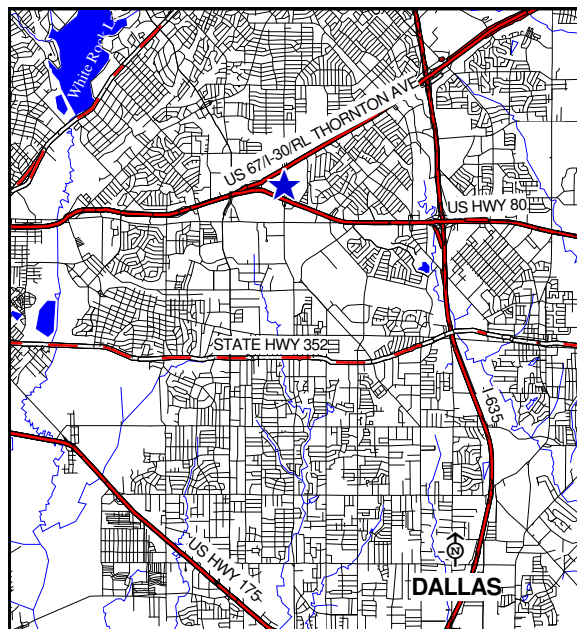 White Rock L
US 67/I-30/RL THORNTON AVE
US HWY 80
STATE HWY 352
I-635
US HWY 175
N
DALLAS